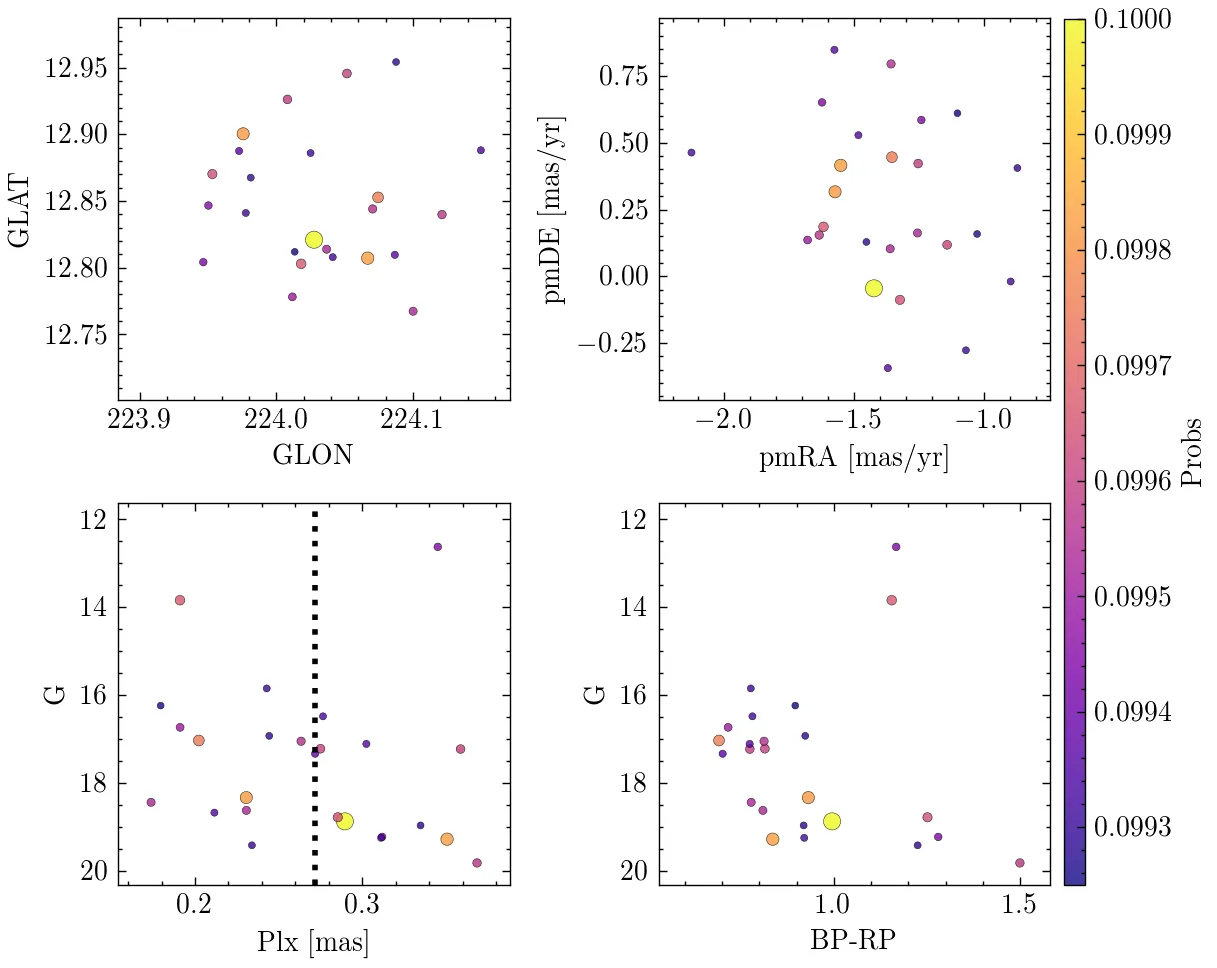 12.95
12.90
12.85
12.80
12.75
GLAT
223.9 224.0 224.1
GLON
0.75
0.50
0.25
0.00
−0.25
pmDE [mas/yr]
−2.0 −1.5 −1.0
pmRA [mas/yr]
0.1000
0.0999
0.0998
0.0997
0.0996
0.0995
0.0994
0.0993
Probs
12
14
16
18
20
G
0.2 0.3
Plx [mas]
12
14
16
18
20
G
1.0 1.5
BP-RP